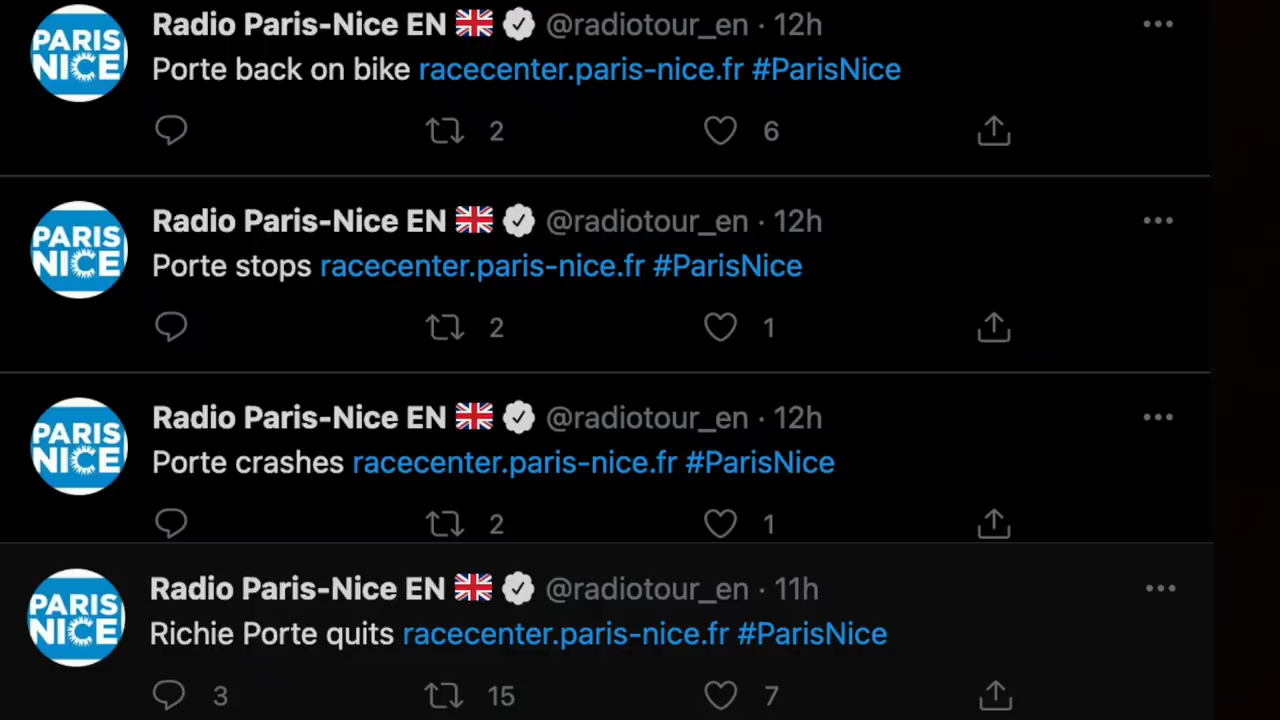 PARIS
NICE
Radio Paris-Nice EN 🇬🇧 @radiotour_en · 12h
Porte back on bike racecenter.paris-nice.fr #ParisNice
2 6
PARIS
NICE
Radio Paris-Nice EN 🇬🇧 @radiotour_en · 12h
Porte stops racecenter.paris-nice.fr #ParisNice
2 1
PARIS
NICE
Radio Paris-Nice EN 🇬🇧 @radiotour_en · 12h
Porte crashes racecenter.paris-nice.fr #ParisNice
2 1
PARIS
NICE
Radio Paris-Nice EN 🇬🇧 @radiotour_en · 11h
Richie Porte quits racecenter.paris-nice.fr #ParisNice
3 15 7